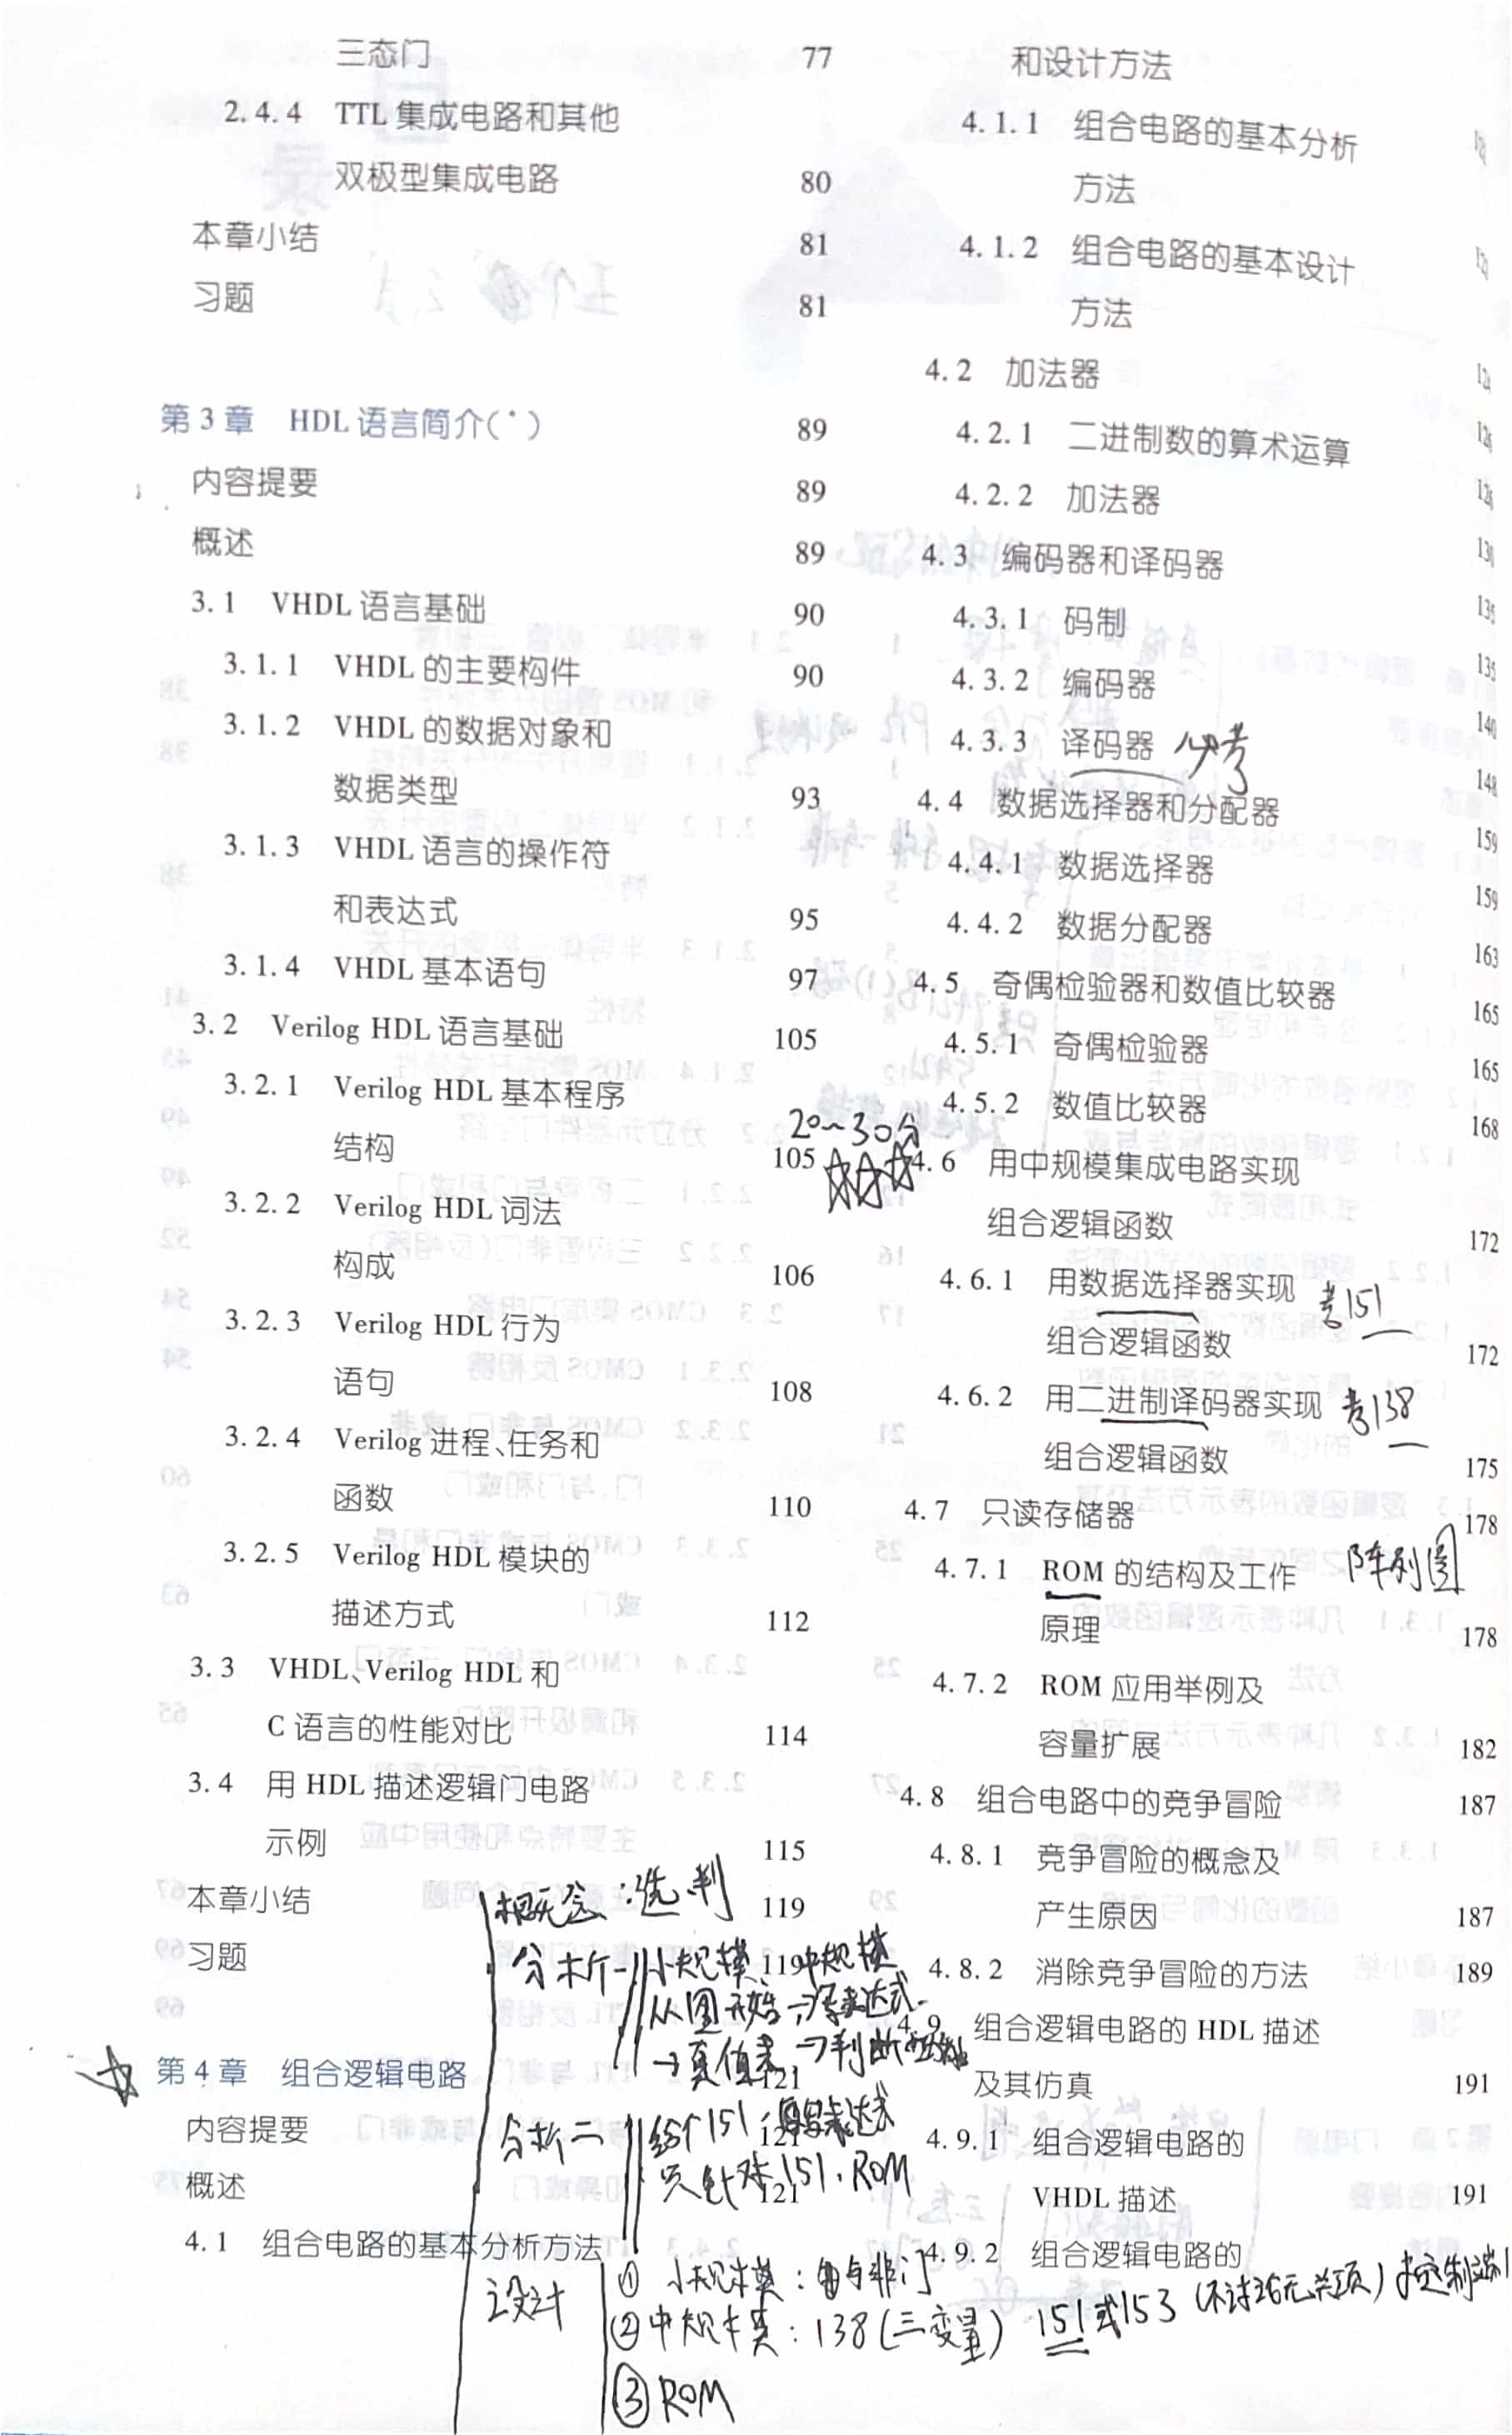 三态门 77
2.4.4 TTL 集成电路和其他
双极型集成电路 80
本章小结 81
习题 81
第 3 章 HDL 语言简介(*) 89
内容提要 89
概述 89
3.1 VHDL 语言基础 90
3.1.1 VHDL 的主要构件 90
3.1.2 VHDL 的数据对象和
数据类型 93
3.1.3 VHDL 语言的操作符
和表达式 95
3.1.4 VHDL 基本语句 97
3.2 Verilog HDL 语言基础 105
3.2.1 Verilog HDL 基本程序
结构 105
3.2.2 Verilog HDL 词法
构成 106
3.2.3 Verilog HDL 行为
语句 108
3.2.4 Verilog 进程、任务和
函数 110
3.2.5 Verilog HDL 模块的
描述方式 112
3.3 VHDL、Verilog HDL 和
C 语言的性能对比 114
3.4 用 HDL 描述逻辑门电路
示例 115
本章小结 119
习题 119
第 4 章 组合逻辑电路 121
内容提要 121
概述 121
4.1 组合电路的基本分析方法
概念:选.判
分析一 小规模、中规模
从图开始→写表达式
→真值表→判断功能
分析二 给个151,写表达式
只针对151.ROM
设计 ① 小规模:与非门
②中规模:138(三变量) 151或153(不讨论无关项)控制端
③ROM
和设计方法
4.1.1 组合电路的基本分析
方法
4.1.2 组合电路的基本设计
方法
4.2 加法器
4.2.1 二进制数的算术运算
4.2.2 加法器
4.3 编码器和译码器 130
4.3.1 码制 135
4.3.2 编码器 135
4.3.3 译码器 必考 140
4.4 数据选择器和分配器 148
4.4.1 数据选择器 159
4.4.2 数据分配器 159
4.5 奇偶检验器和数值比较器 163
4.5.1 奇偶检验器 165
4.5.2 数值比较器 165
168
20~30分
4.6 用中规模集成电路实现
组合逻辑函数 172
4.6.1 用数据选择器实现 考151
组合逻辑函数 172
4.6.2 用二进制译码器实现 考138
组合逻辑函数 175
4.7 只读存储器 178
4.7.1 ROM 的结构及工作 阵列图
原理 178
4.7.2 ROM 应用举例及
容量扩展 182
4.8 组合电路中的竞争冒险 187
4.8.1 竞争冒险的概念及
产生原因 187
4.8.2 消除竞争冒险的方法 189
4.9 组合逻辑电路的 HDL 描述
及其仿真 191
4.9.1 组合逻辑电路的
VHDL 描述 191
4.9.2 组合逻辑电路的